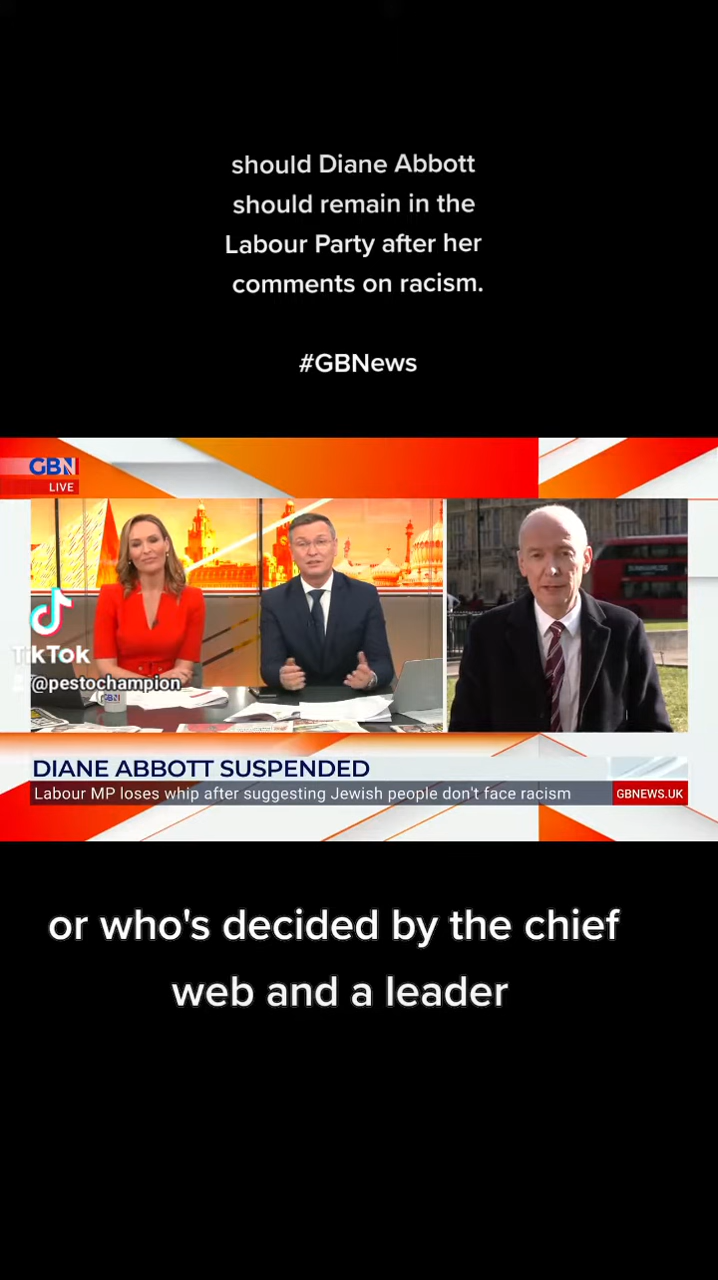 should Diane Abbott
should remain in the
Labour Party after her
comments on racism.
#GBNews
GBN
LIVE
TikTok
@pestochampion
GBN
DIANE ABBOTT SUSPENDED
Labour MP loses whip after suggesting Jewish people don't face racism
GBNEWS.UK
or who's decided by the chief
web and a leader